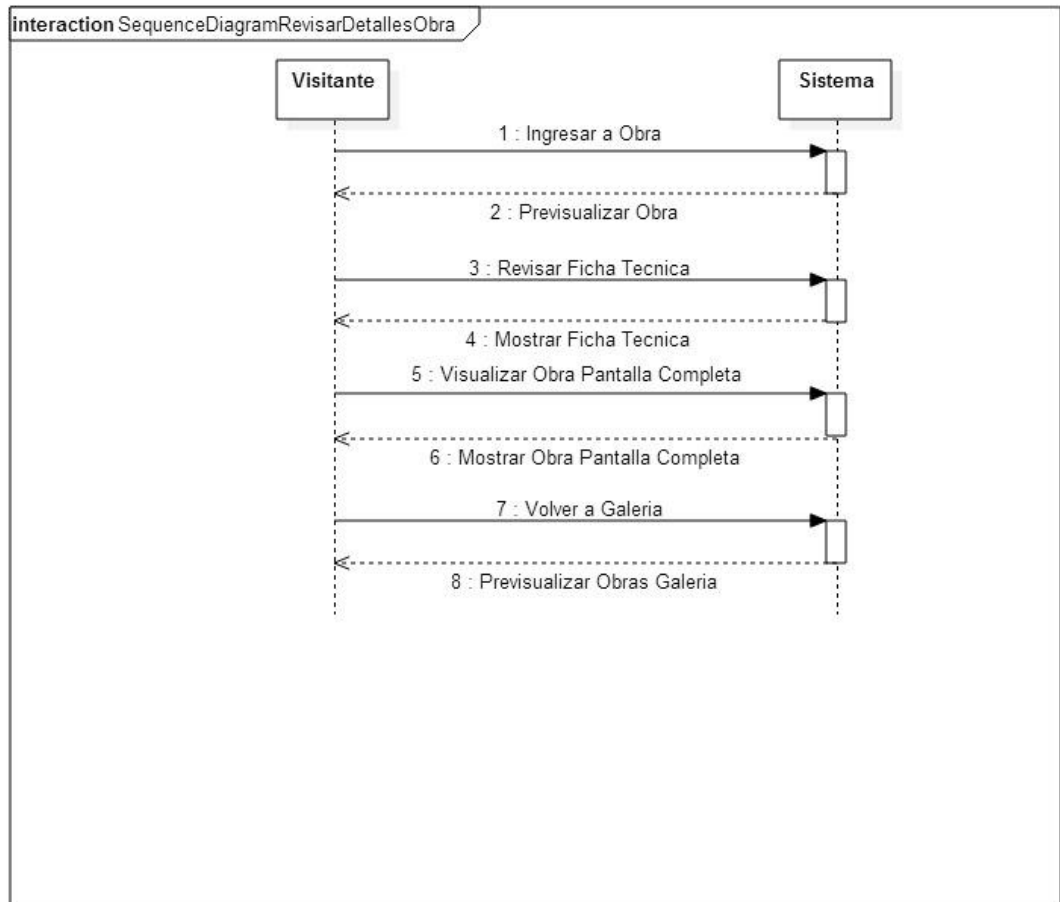 interaction SequenceDiagramRevisarDetallesObra
Visitante
Sistema
1 : Ingresar a Obra
2 : Previsualizar Obra
3 : Revisar Ficha Tecnica
4 : Mostrar Ficha Tecnica
5 : Visualizar Obra Pantalla Completa
6 : Mostrar Obra Pantalla Completa
7 : Volver a Galeria
8 : Previsualizar Obras Galeria